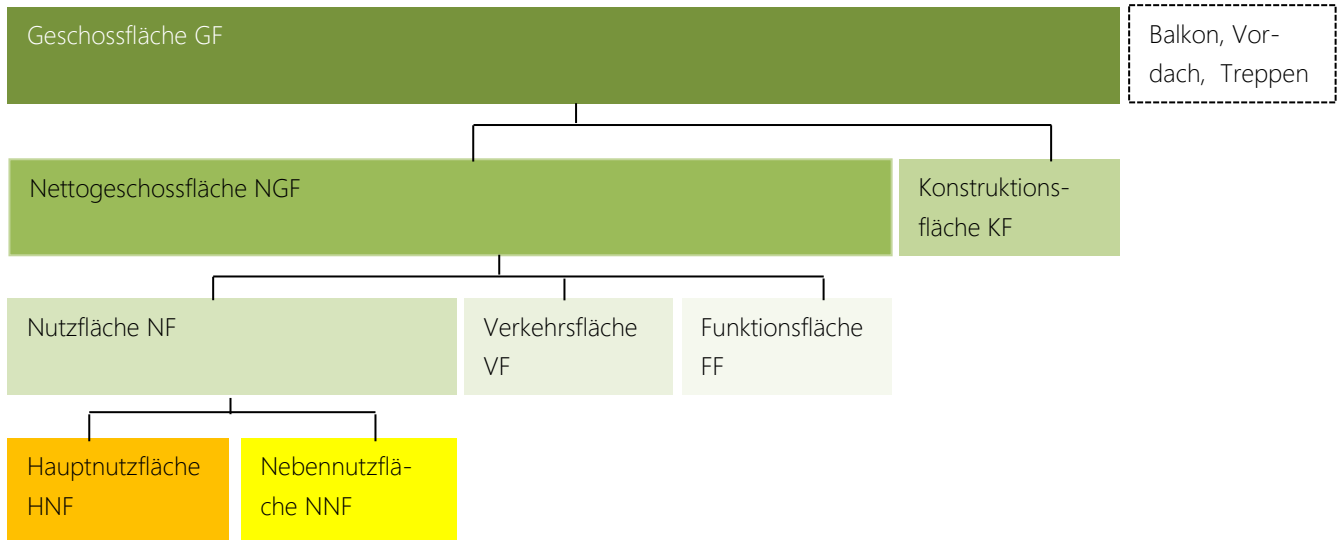 Geschossfläche GF
Balkon, Vor-
dach, Treppen
Nettogeschossfläche NGF
Konstruktions-
fläche KF
Nutzfläche NF
Verkehrsfläche
VF
Funktionsfläche
FF
Hauptnutzfläche
HNF
Nebennutzflä-
che NNF